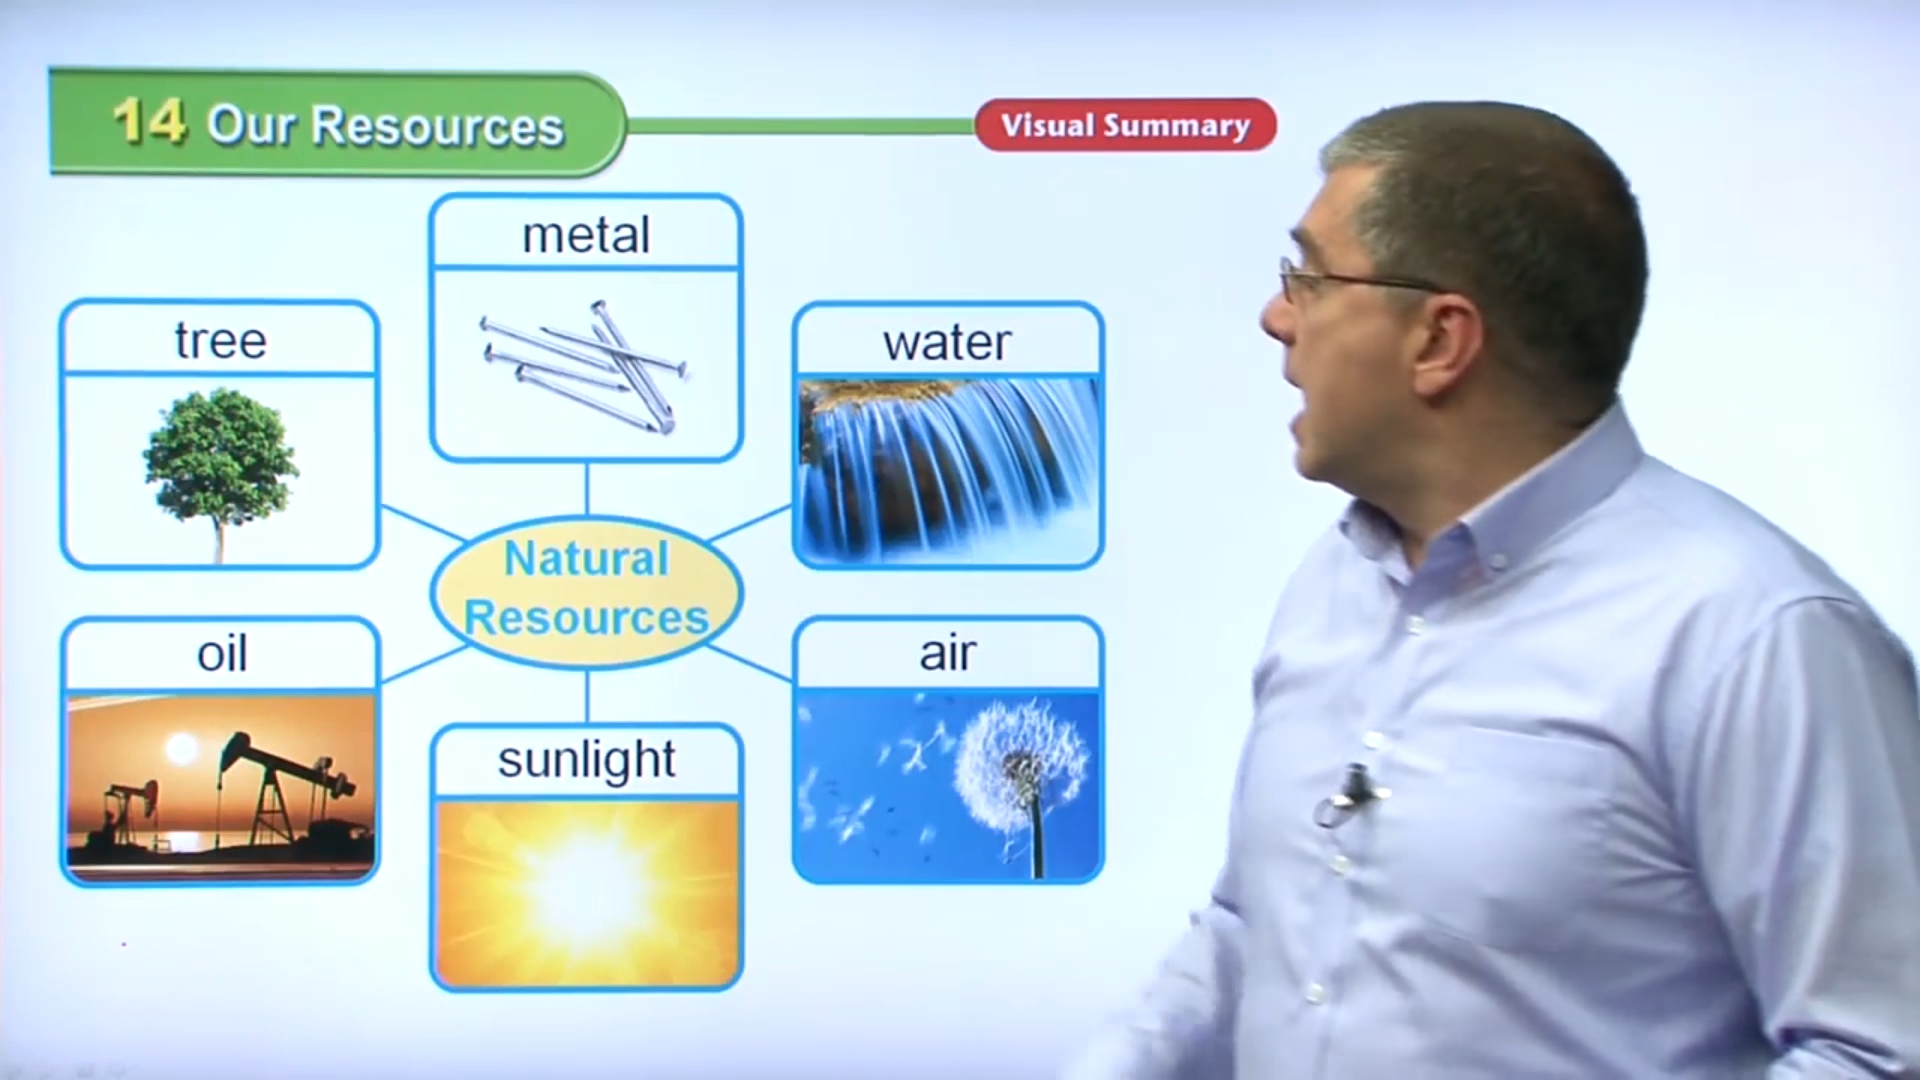 14 Our Resources
Visual Summary
metal
tree
water
Natural
Resources
oil
air
sunlight